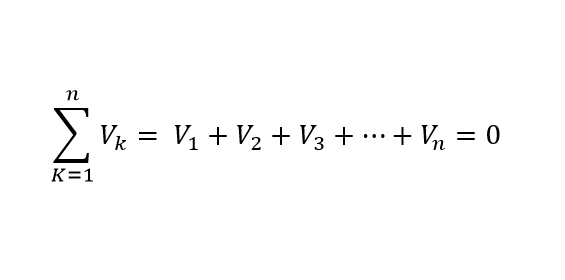 n
∑ V_k = V_1 + V_2 + V_3 + ⋯ + V_n = 0
K=1